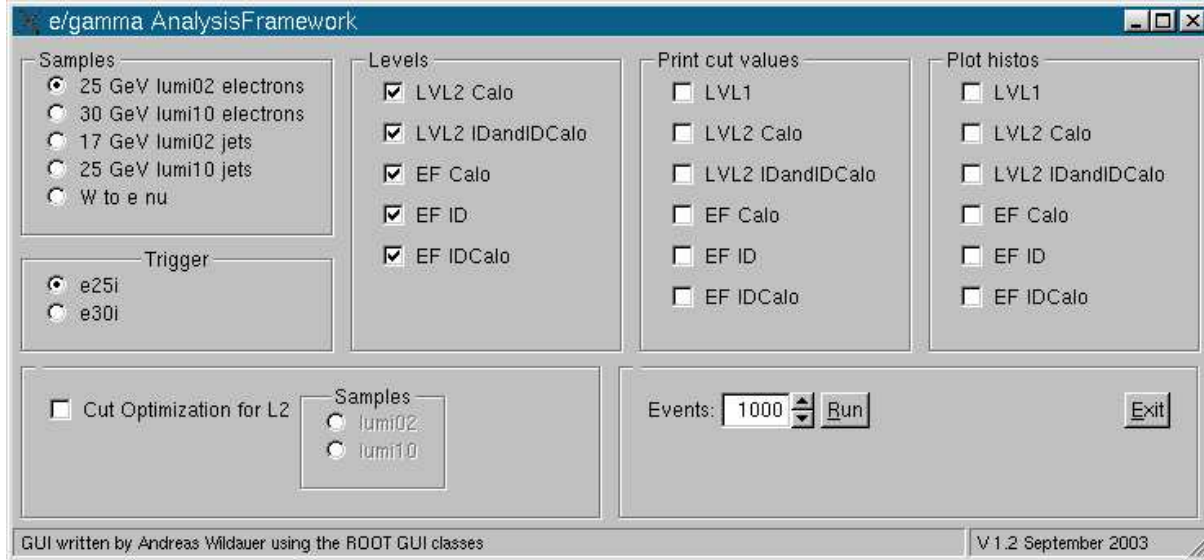 e/gamma AnalysisFramework
Samples
25 GeV lumi02 electrons
30 GeV lumi10 electrons
17 GeV lumi02 jets
25 GeV lumi10 jets
W to e nu
Trigger
e25i
e30i
Levels
LVL2 Calo
LVL2 IDandIDCalo
EF Calo
EF ID
EF IDCalo
Print cut values
LVL1
LVL2 Calo
LVL2 IDandIDCalo
EF Calo
EF ID
EF IDCalo
Plot histos
LVL1
LVL2 Calo
LVL2 IDandIDCalo
EF Calo
EF ID
EF IDCalo
Cut Optimization for L2
Samples
lumi02
lumi10
Events: 1000 Run
Exit
GUI written by Andreas Wildauer using the ROOT GUI classes
V 1.2 September 2003